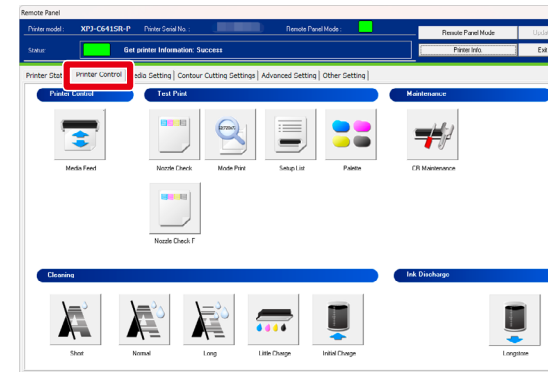 Remote Panel
Printer model : XPJ-C641SR-P Printer Serial No. : Remote Panel Mode : Remote Panel Mode
Status: Get printer Information: Success Printer Info. Exit
Printer Stat Printer Control dia Setting Contour Cutting Settings Advanced Setting Other Setting
Printer Control Test Print Maintenance
Media Feed Nozzle Check Mode Print Setup List Palette CR Maintenance
Nozzle Check F
Cleaning Ink Discharge
Short Normal Long Little Charge Initial Charge Longstore